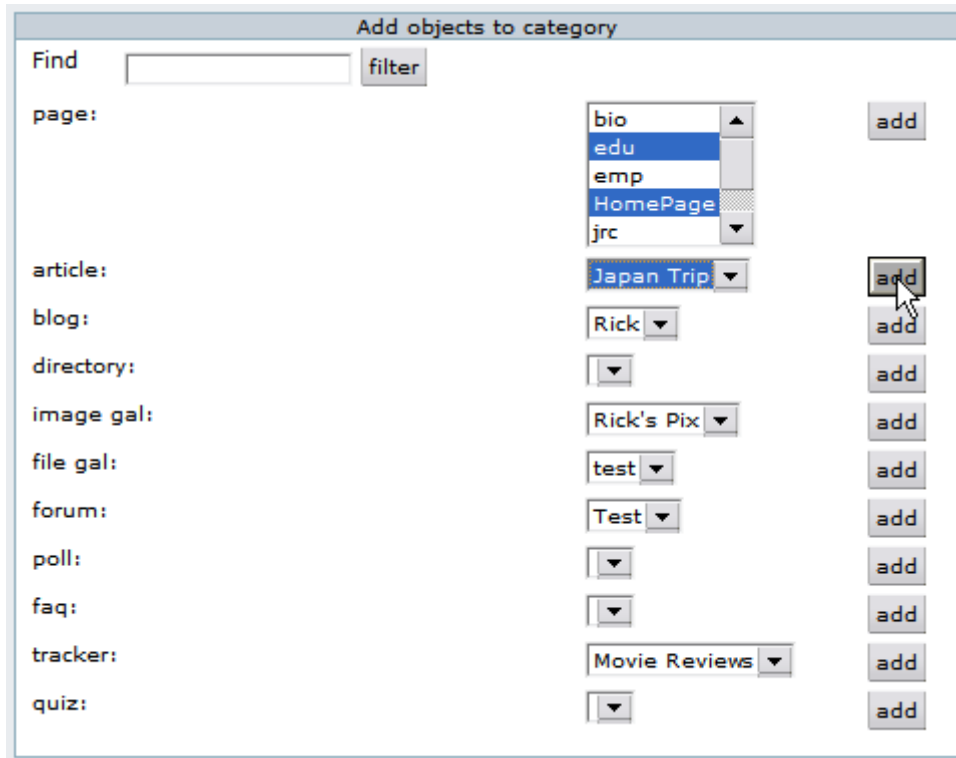 Add objects to category
Find filter
page: bio add
edu
emp
HomePage
jrc
article: Japan Trip add
blog: Rick add
directory: add
image gal: Rick's Pix add
file gal: test add
forum: Test add
poll: add
faq: add
tracker: Movie Reviews add
quiz: add